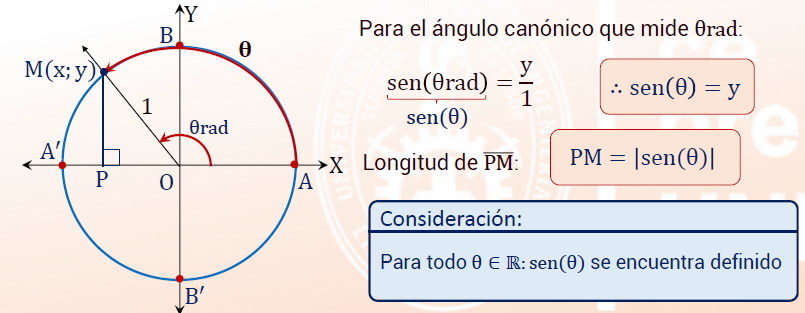 Y
B
θ
M(x; y)
1
θrad
A′
X
P
O
A
B′
Para el ángulo canónico que mide θrad:
sen(θrad) = y/1
sen(θ)
∴ sen(θ) = y
Longitud de P̅M̅:
PM = |sen(θ)|
Consideración:
Para todo θ ∈ ℝ: sen(θ) se encuentra definido